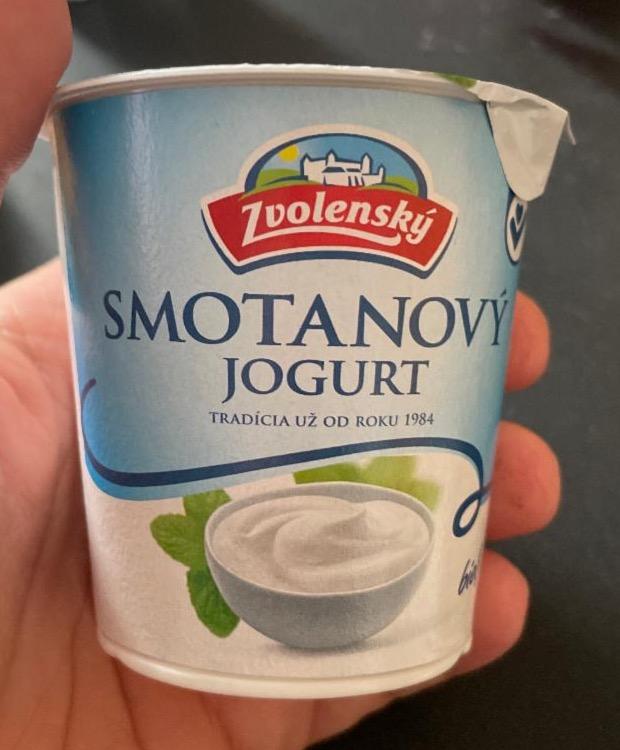 Zvolenský
SMOTANOVÝ
JOGURT
TRADÍCIA UŽ OD ROKU 1984